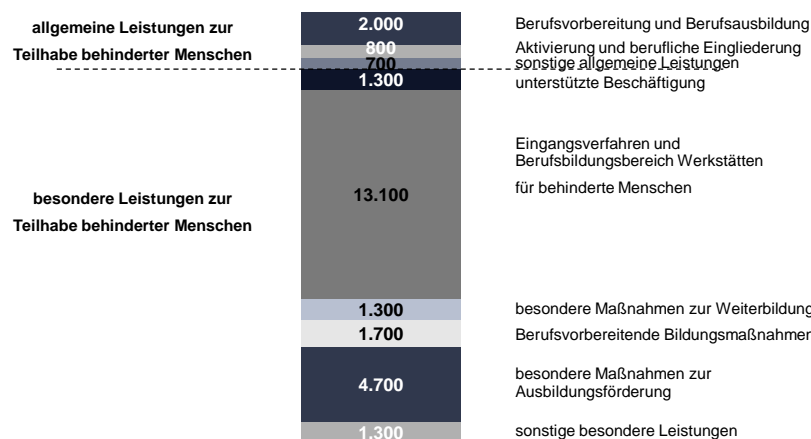 allgemeine Leistungen zur
Teilhabe behinderter Menschen
2.000
Berufsvorbereitung und Berufsausbildung
800
Aktivierung und berufliche Eingliederung
700
sonstige allgemeine Leistungen
1.300
unterstützte Beschäftigung
besondere Leistungen zur
Teilhabe behinderter Menschen
13.100
Eingangsverfahren und
Berufsbildungsbereich Werkstätten
für behinderte Menschen
1.300
besondere Maßnahmen zur Weiterbildung
1.700
Berufsvorbereitende Bildungsmaßnahmen
4.700
besondere Maßnahmen zur
Ausbildungsförderung
1.300
sonstige besondere Leistungen